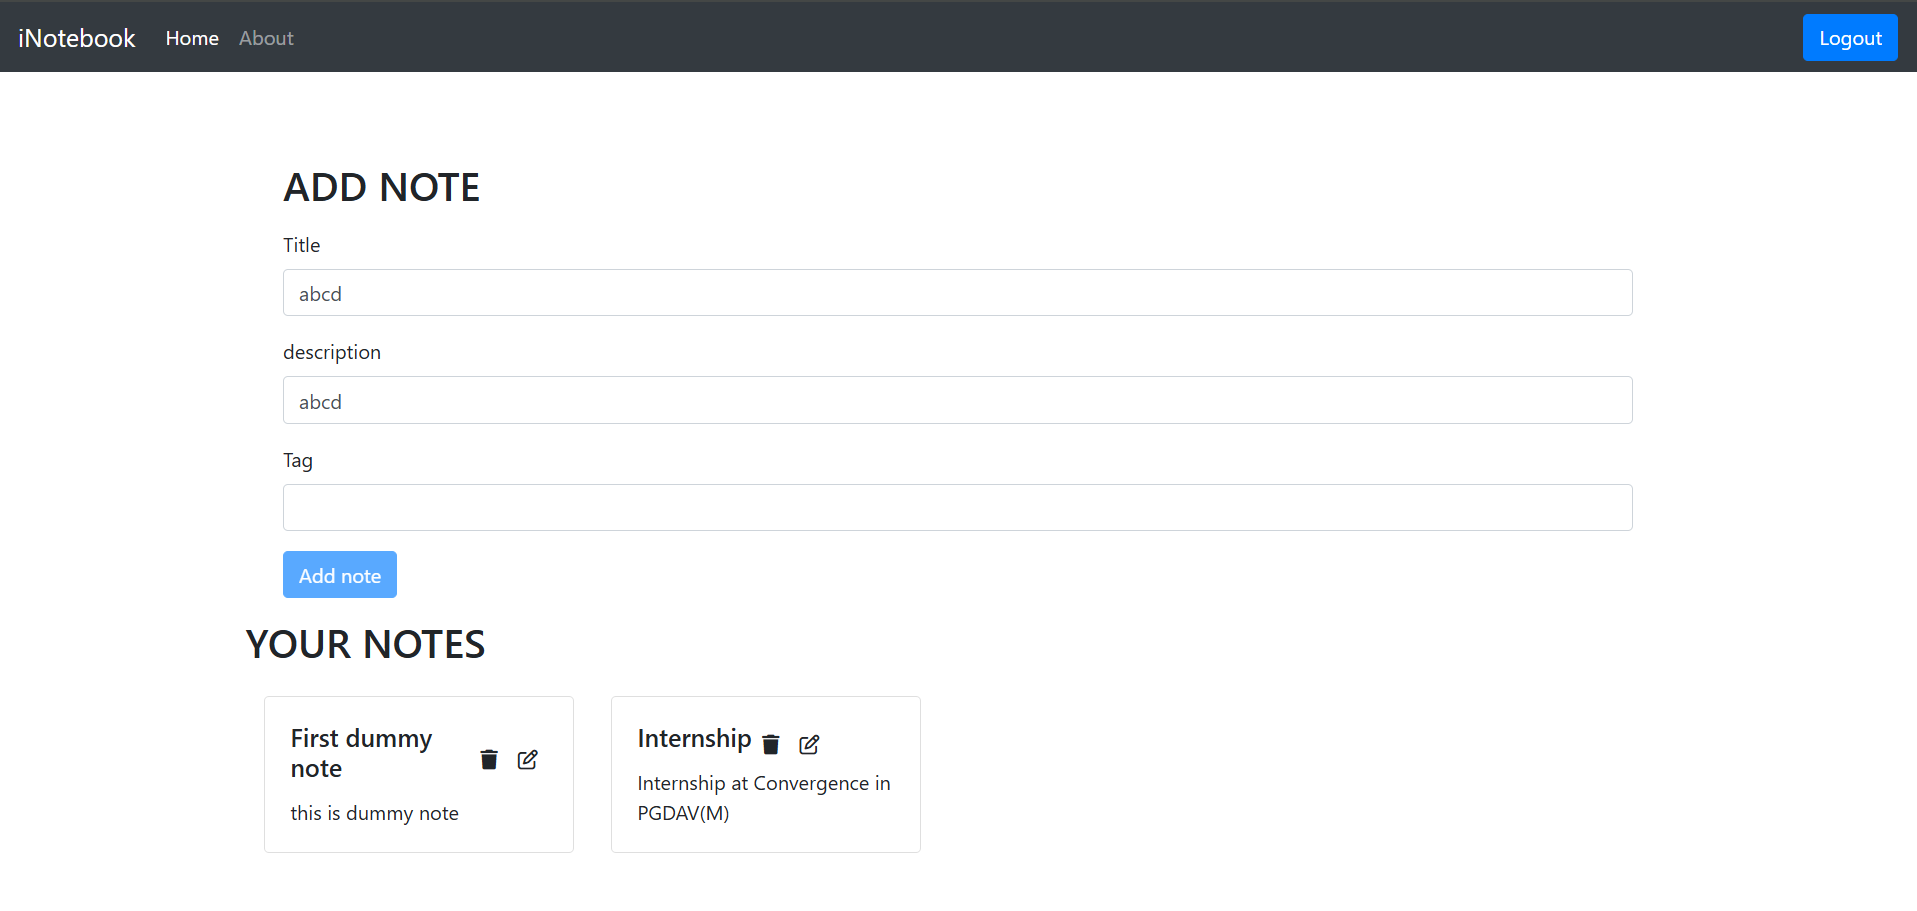 iNotebook Home About Logout
ADD NOTE
Title
abcd
description
abcd
Tag
Add note
YOUR NOTES
First dummy
note
this is dummy note
Internship
Internship at Convergence in
PGDAV(M)